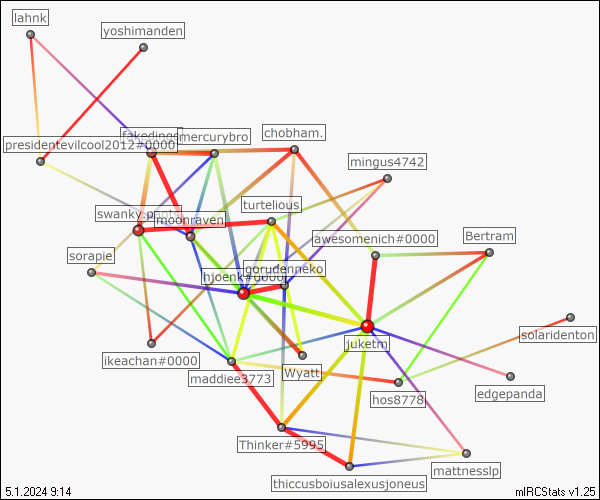 lahnk
yoshimanden
mercurybro
chobham.
presidentevilcool2012#0000
mingus4742
swanky.pants
turtelious
moonraven
awesomenich#0000
Bertram
sorapie
gorudenneko
hjoenk#0000
solaridenton
juketm
ikeachan#0000
Wyatt
maddiee3773
edgepanda
hos8778
Thinker#5995
mattnesslp
thiccusboiusalexusjoneus
5.1.2024 9:14
mIRCStats v1.25